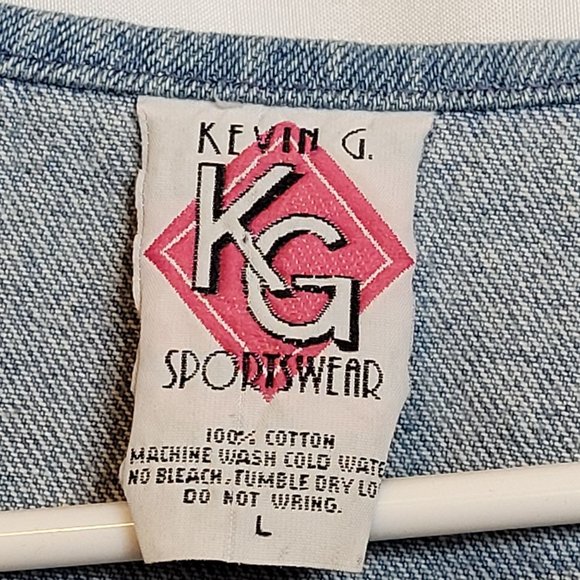 KEVIN G.
KG
SPORTSWEAR
100% COTTON
MACHINE WASH COLD WATE
NO BLEACH, TUMBLE DRY LO
DO NOT WRING.
L